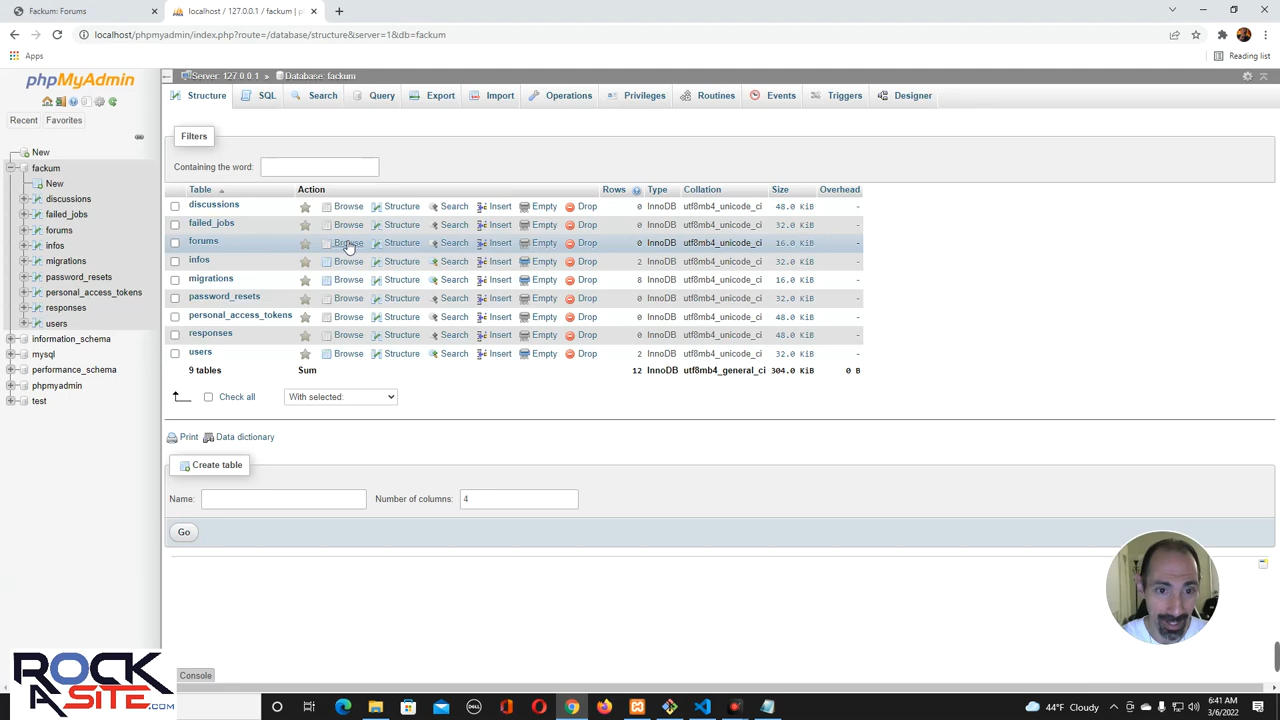 Fackum: Forums
localhost / 127.0.0.1 / fackum | p
localhost/phpmyadmin/index.php?route=/database/structure&server=1&db=fackum
Apps
Reading list
phpMyAdmin
Recent Favorites
New
fackum
New
discussions
failed_jobs
forums
infos
migrations
password_resets
personal_access_tokens
responses
users
information_schema
mysql
performance_schema
phpmyadmin
test
Server: 127.0.0.1 » Database: fackum
Structure SQL Search Query Export Import Operations Privileges Routines Events Triggers Designer
Filters
Containing the word:
Table Action Rows Type Collation Size Overhead
discussions Browse Structure Search Insert Empty Drop 0 InnoDB utf8mb4_unicode_ci 48.0 KiB -
failed_jobs Browse Structure Search Insert Empty Drop 0 InnoDB utf8mb4_unicode_ci 32.0 KiB -
forums Browse Structure Search Insert Empty Drop 0 InnoDB utf8mb4_unicode_ci 16.0 KiB -
infos Browse Structure Search Insert Empty Drop 2 InnoDB utf8mb4_unicode_ci 32.0 KiB -
migrations Browse Structure Search Insert Empty Drop 8 InnoDB utf8mb4_unicode_ci 16.0 KiB -
password_resets Browse Structure Search Insert Empty Drop 0 InnoDB utf8mb4_unicode_ci 32.0 KiB -
personal_access_tokens Browse Structure Search Insert Empty Drop 0 InnoDB utf8mb4_unicode_ci 48.0 KiB -
responses Browse Structure Search Insert Empty Drop 0 InnoDB utf8mb4_unicode_ci 48.0 KiB -
users Browse Structure Search Insert Empty Drop 2 InnoDB utf8mb4_unicode_ci 32.0 KiB -
9 tables Sum 12 InnoDB utf8mb4_general_ci 304.0 KiB 0 B
Check all With selected:
Print Data dictionary
Create table
Name: Number of columns: 4
Go
Console
ROCK
A SITE.COM
DELL
44°F Cloudy
6:41 AM
3/6/2022